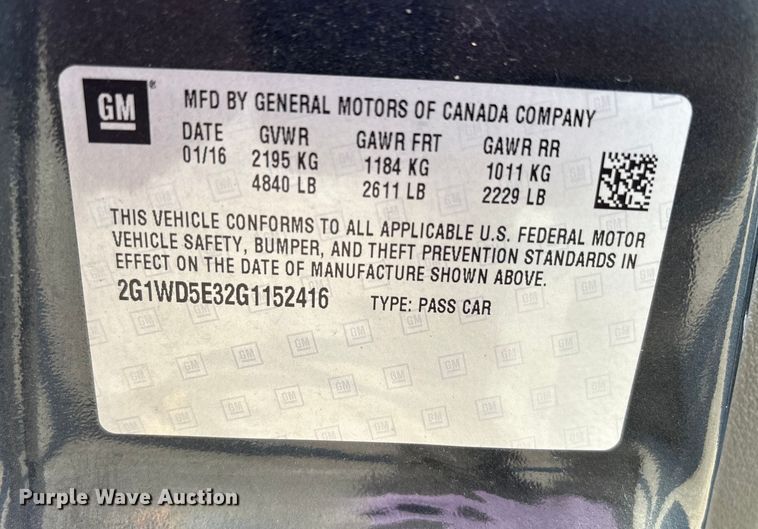 GM ®
MFD BY GENERAL MOTORS OF CANADA COMPANY
DATE GVWR GAWR FRT GAWR RR
01/16 2195 KG 1184 KG 1011 KG
4840 LB 2611 LB 2229 LB
THIS VEHICLE CONFORMS TO ALL APPLICABLE U.S. FEDERAL MOTOR
VEHICLE SAFETY, BUMPER, AND THEFT PREVENTION STANDARDS IN
EFFECT ON THE DATE OF MANUFACTURE SHOWN ABOVE.
2G1WD5E32G1152416 TYPE: PASS CAR
Purple Wave Auction